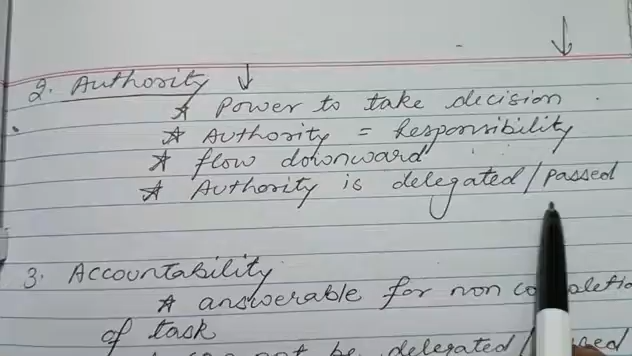 2. Authority ↓
☆ Power to take decision.
☆ Authority = Responsibility
☆ flow downward
☆ Authority is delegated/passed
3. Accountability
☆ answerable for non
of task
not be delegated/